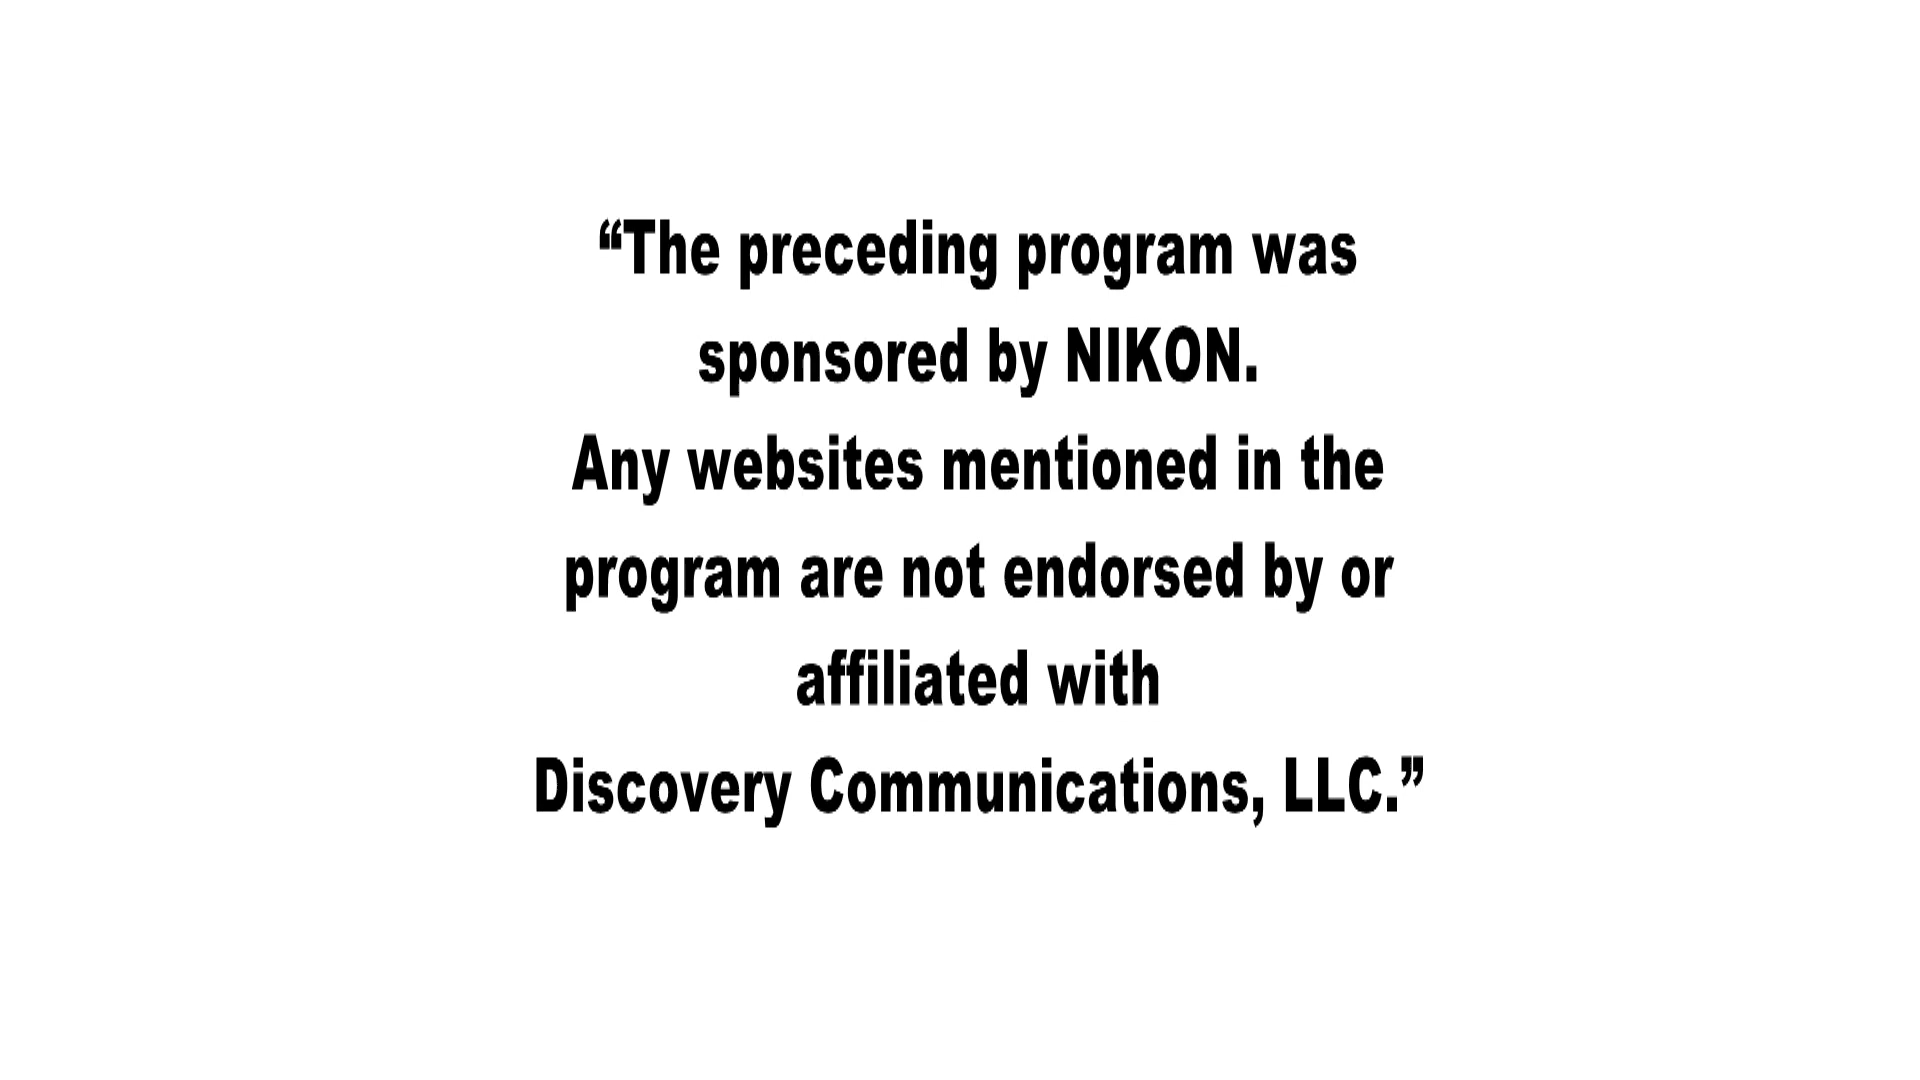 “The preceding program was
sponsored by NIKON.
Any websites mentioned in the
program are not endorsed by or
affiliated with
Discovery Communications, LLC.”